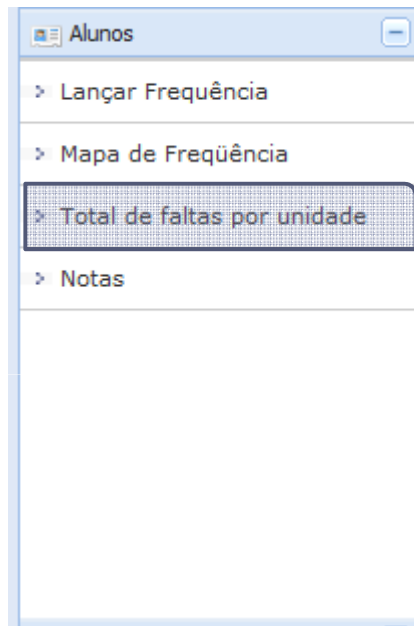 Alunos
Lançar Frequência
Mapa de Freqüência
Total de faltas por unidade
Notas